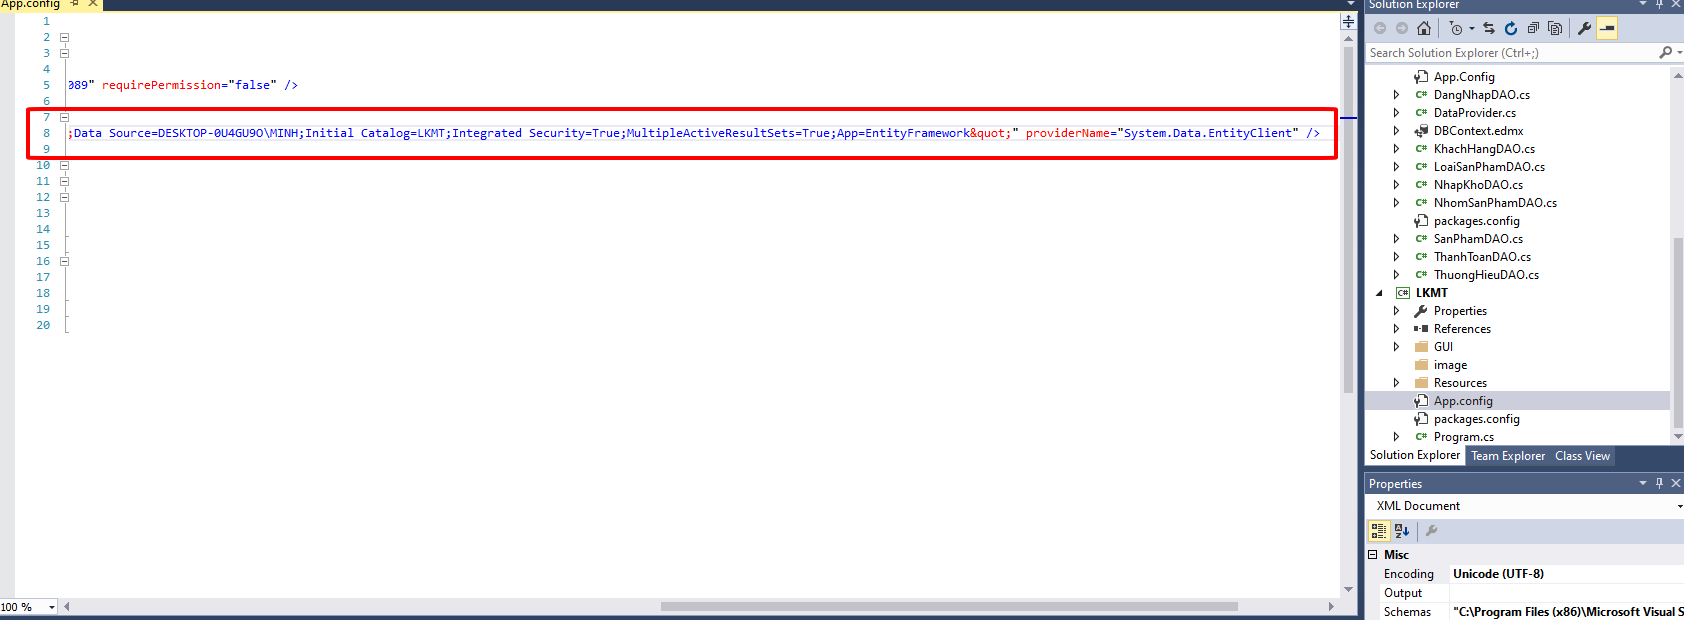 App.config
1
2
3
4
5 089" requirePermission="false" />
6
7
8 ;Data Source=DESKTOP-0U4GU9O\MINH;Initial Catalog=LKMT;Integrated Security=True;MultipleActiveResultSets=True;App=EntityFramework&quot;" providerName="System.Data.EntityClient" />
9
10
11
12
13
14
15
16
17
18
19
20
100 %
Solution Explorer
Search Solution Explorer (Ctrl+;)
App.Config
C# DangNhapDAO.cs
C# DataProvider.cs
DBContext.edmx
C# KhachHangDAO.cs
C# LoaiSanPhamDAO.cs
C# NhapKhoDAO.cs
C# NhomSanPhamDAO.cs
packages.config
C# SanPhamDAO.cs
C# ThanhToanDAO.cs
C# ThuongHieuDAO.cs
C# LKMT
Properties
References
GUI
image
Resources
App.config
packages.config
C# Program.cs
Solution Explorer Team Explorer Class View
Properties
XML Document
Misc
Encoding Unicode (UTF-8)
Output
Schemas "C:\Program Files (x86)\Microsoft Visual S